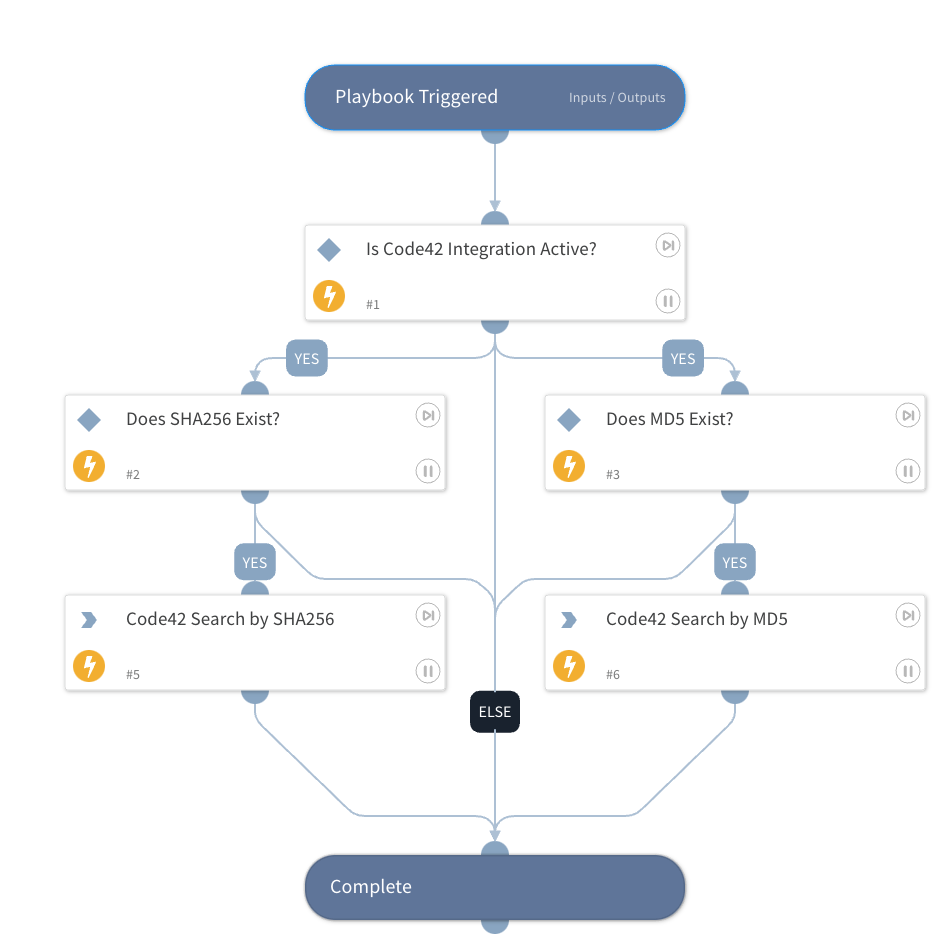 Playbook Triggered
Inputs / Outputs
Is Code42 Integration Active?
#1
YES
YES
Does SHA256 Exist?
#2
Does MD5 Exist?
#3
YES
YES
Code42 Search by SHA256
#5
Code42 Search by MD5
#6
ELSE
Complete